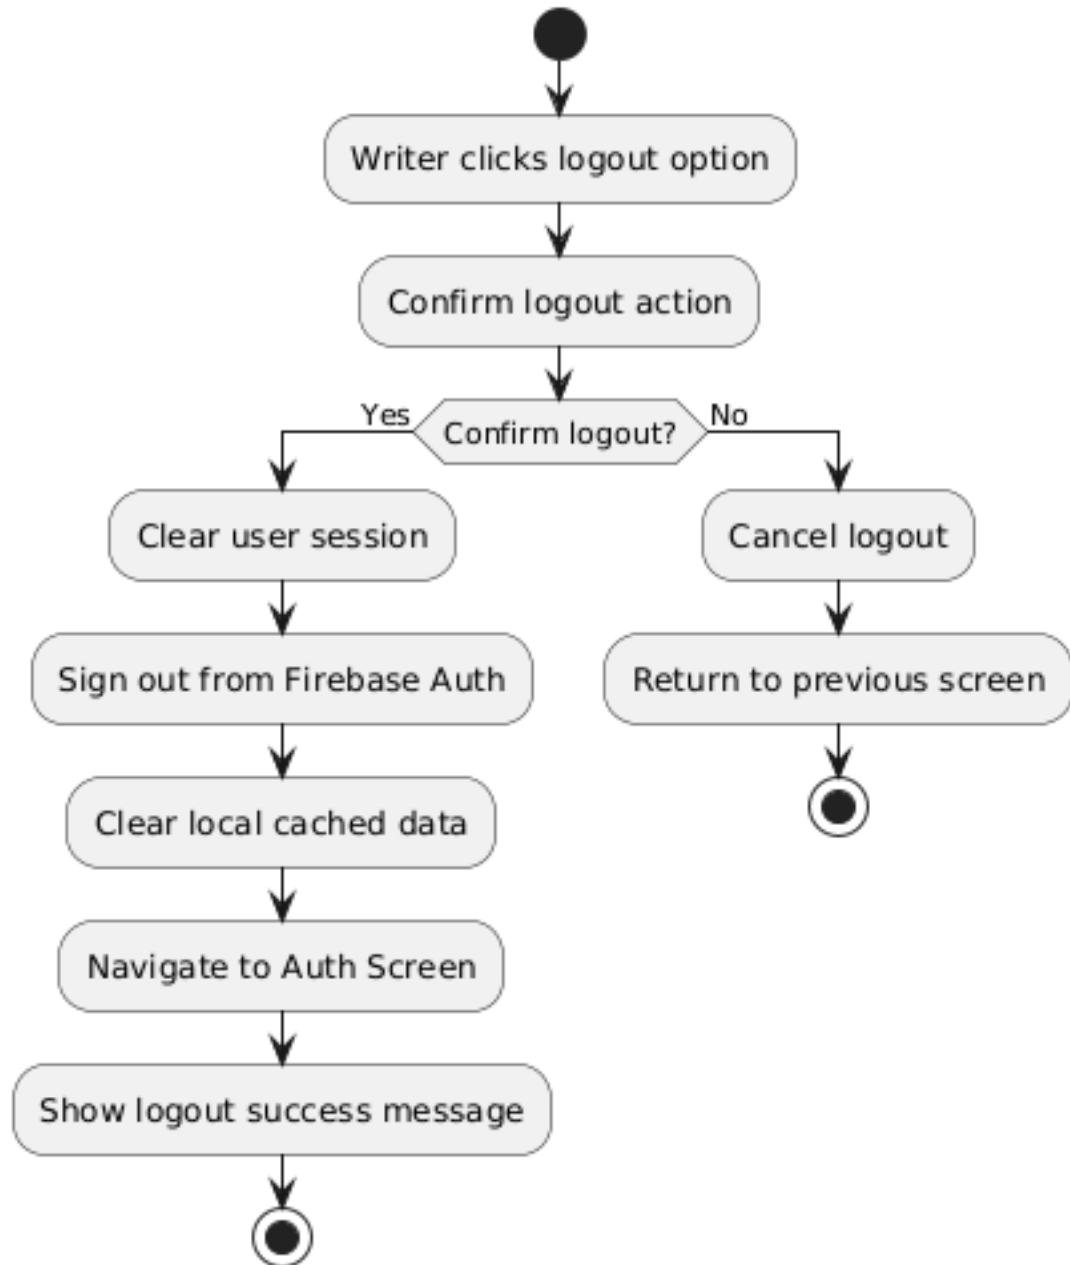 Writer clicks logout option
Confirm logout action
Yes
Confirm logout?
No
Clear user session
Cancel logout
Sign out from Firebase Auth
Return to previous screen
Clear local cached data
Navigate to Auth Screen
Show logout success message